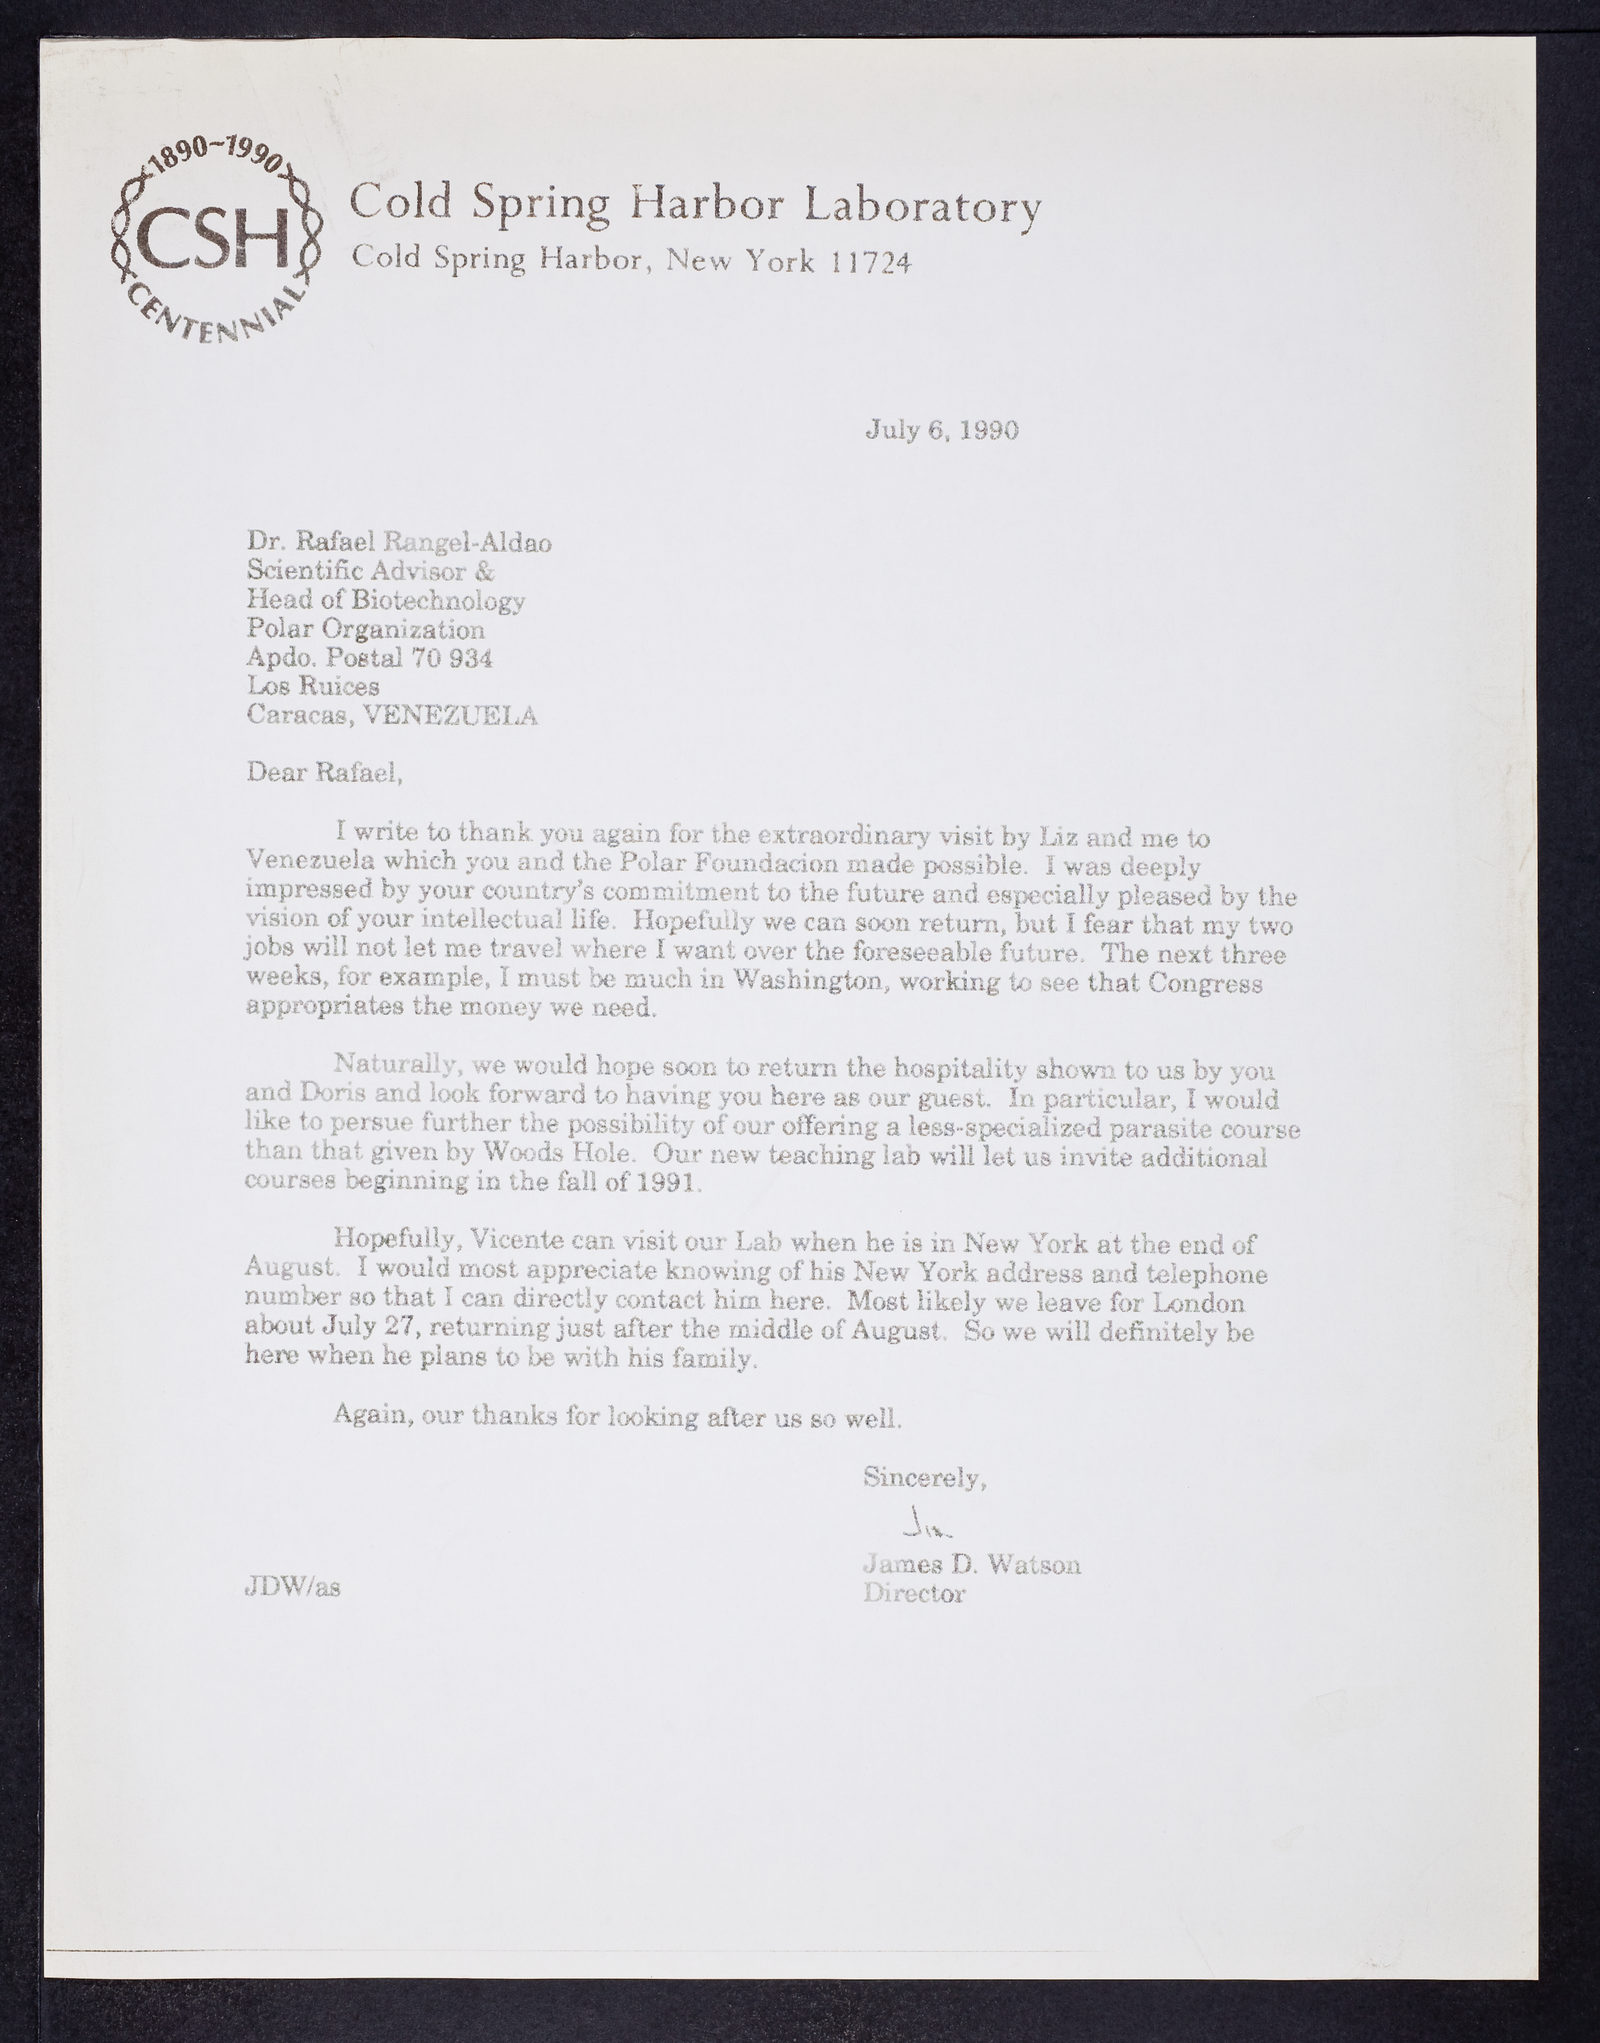 1890-1990
CSH
CENTENNIAL
Cold Spring Harbor Laboratory
Cold Spring Harbor, New York 11724
July 6, 1990
Dr. Rafael Rangel-Aldao
Scientific Advisor &
Head of Biotechnology
Polar Organization
Apdo. Postal 70 934
Los Ruices
Caracas, VENEZUELA
Dear Rafael,
I write to thank you again for the extraordinary visit by Liz and me to
Venezuela which you and the Polar Foundacion made possible. I was deeply
impressed by your country's commitment to the future and especially pleased by the
vision of your intellectual life. Hopefully we can soon return, but I fear that my two
jobs will not let me travel where I want over the foreseeable future. The next three
weeks, for example, I must be much in Washington, working to see that Congress
appropriates the money we need.
Naturally, we would hope soon to return the hospitality shown to us by you
and Doris and look forward to having you here as our guest. In particular, I would
like to persue further the possibility of our offering a less-specialized parasite course
than that given by Woods Hole. Our new teaching lab will let us invite additional
courses beginning in the fall of 1991.
Hopefully, Vicente can visit our Lab when he is in New York at the end of
August. I would most appreciate knowing of his New York address and telephone
number so that I can directly contact him here. Most likely we leave for London
about July 27, returning just after the middle of August. So we will definitely be
here when he plans to be with his family.
Again, our thanks for looking after us so well.
Sincerely,
Jim
James D. Watson
Director
JDW/as